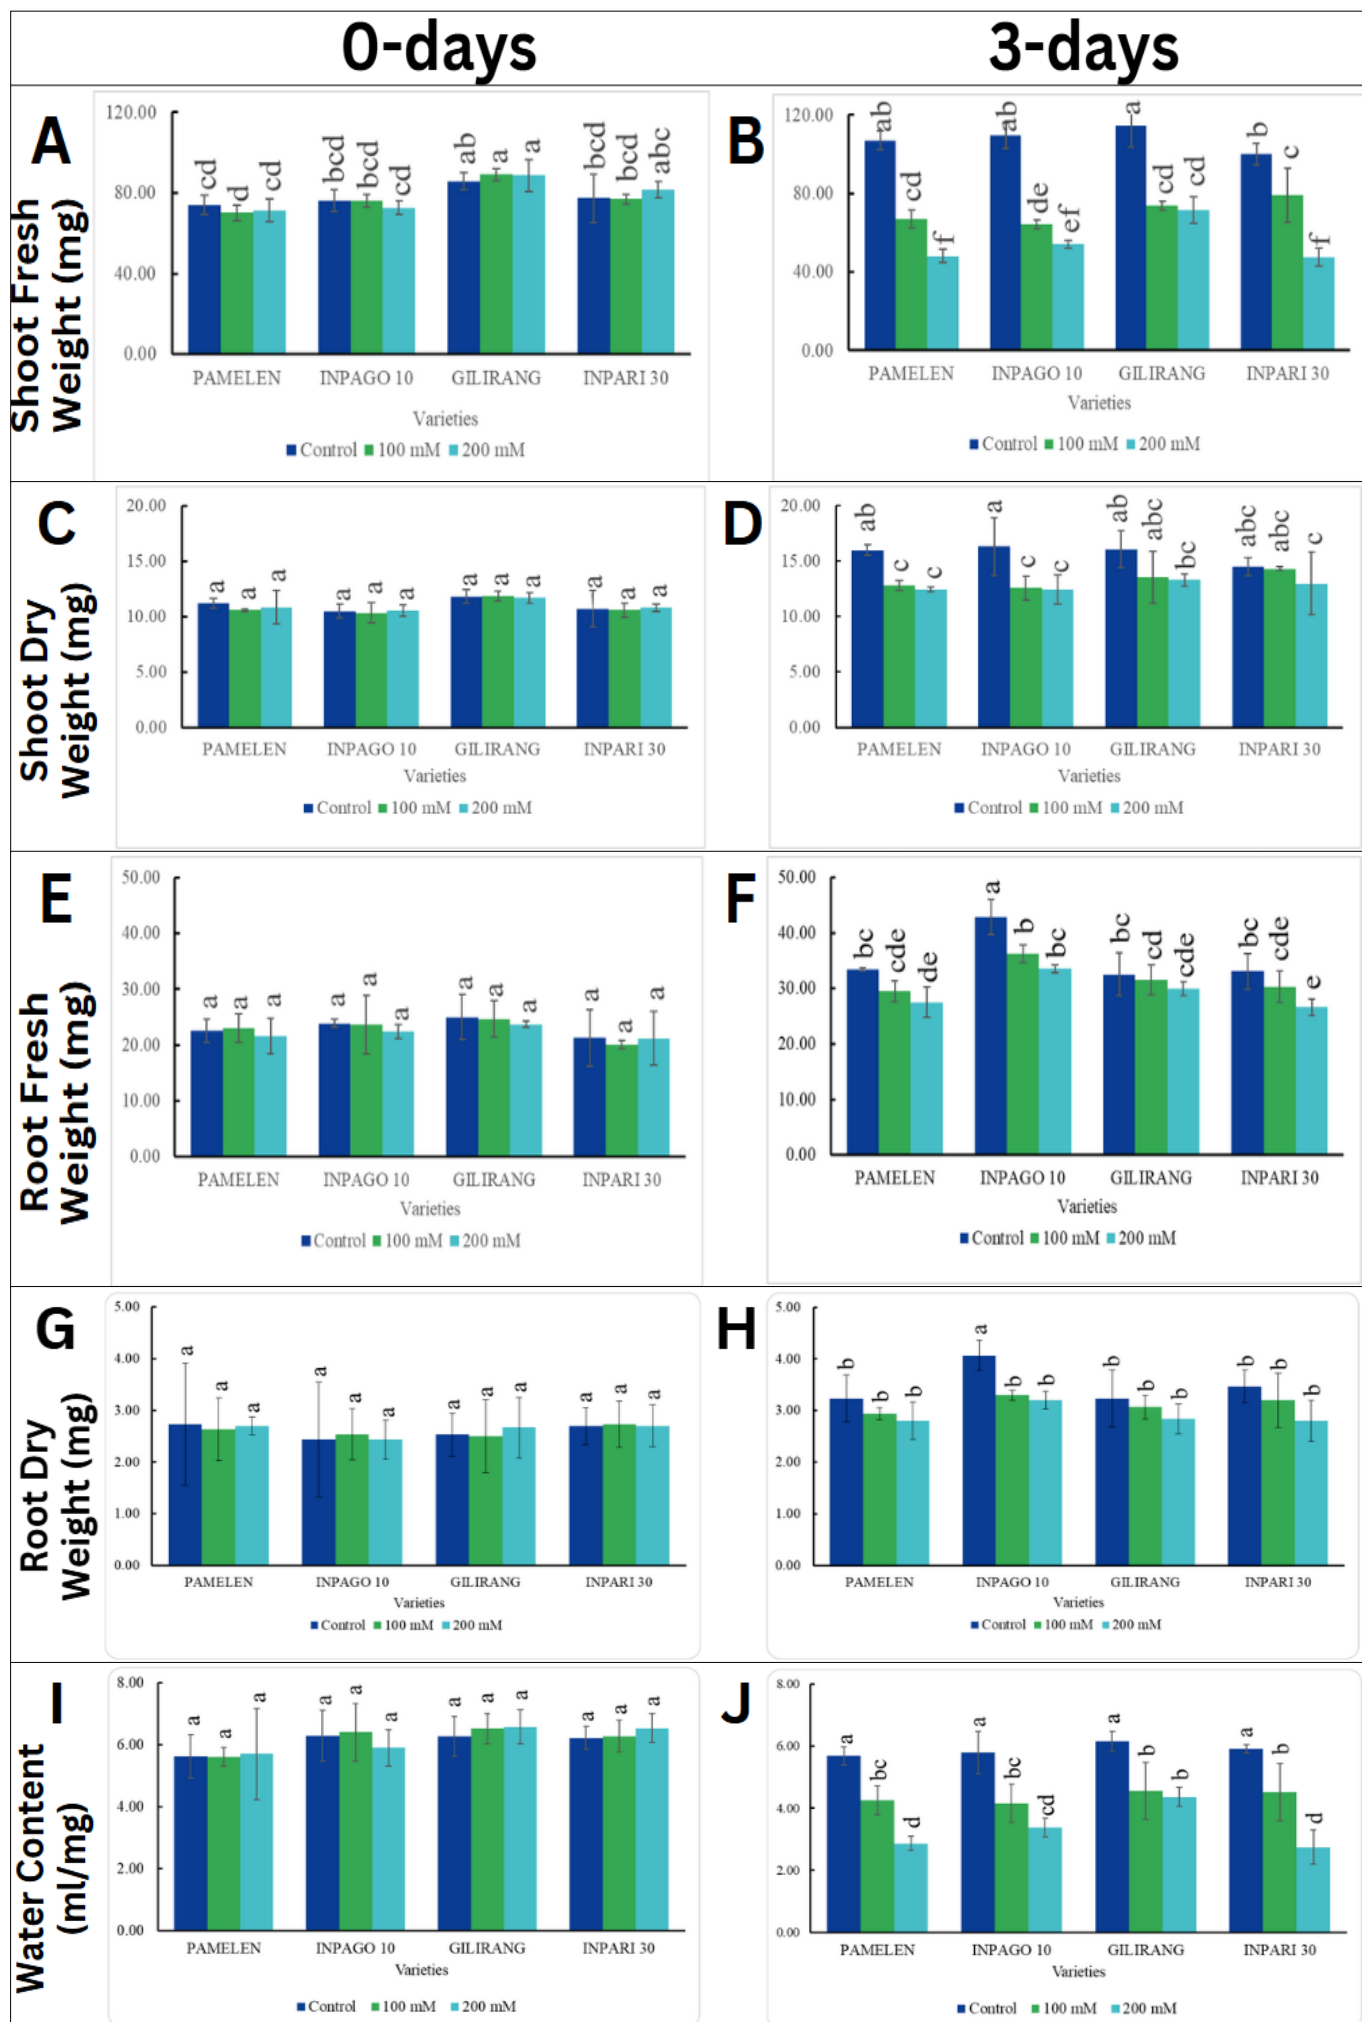 0-days 3-days
A
Shoot Fresh
Weight (mg)
120.00
80.00
40.00
0.00
cd d cd bcd bcd cd ab a a bcd bcd abc
PAMELEN INPAGO 10 GILIRANG INPARI 30
Varieties
Control 100 mM 200 mM
B
120.00
80.00
40.00
0.00
ab cd f ab de ef a cd cd b c f
PAMELEN INPAGO 10 GILIRANG INPARI 30
Varieties
Control 100 mM 200 mM
C
Shoot Dry
Weight (mg)
20.00
15.00
10.00
5.00
0.00
a a a a a a a a a a a a
PAMELEN INPAGO 10 GILIRANG INPARI 30
Varieties
Control 100 mM 200 mM
D
20.00
15.00
10.00
5.00
0.00
ab c c a c c ab abc bc abc abc c
PAMELEN INPAGO 10 GILIRANG INPARI 30
Varieties
Control 100 mM 200 mM
E
Root Fresh
Weight (mg)
50.00
40.00
30.00
20.00
10.00
0.00
a a a a a a a a a a a a
PAMELEN INPAGO 10 GILIRANG INPARI 30
Varieties
Control 100 mM 200 mM
F
50.00
40.00
30.00
20.00
10.00
0.00
bc cde de a b bc bc cd cde bc cde e
PAMELEN INPAGO 10 GILIRANG INPARI 30
Varieties
Control 100 mM 200 mM
G
Root Dry
Weight (mg)
5.00
4.00
3.00
2.00
1.00
0.00
a a a a a a a a a a a a
PAMELEN INPAGO 10 GILIRANG INPARI 30
Varieties
Control 100 mM 200 mM
H
5.00
4.00
3.00
2.00
1.00
0.00
b b b a b b b b b b b b
PAMELEN INPAGO 10 GILIRANG INPARI 30
Varieties
Control 100 mM 200 mM
I
Water Content
(ml/mg)
8.00
6.00
4.00
2.00
0.00
a a a a a a a a a a a a
PAMELEN INPAGO 10 GILIRANG INPARI 30
Varieties
Control 100 mM 200 mM
J
8.00
6.00
4.00
2.00
0.00
a bc d a bc cd a b b a b d
PAMELEN INPAGO 10 GILIRANG INPARI 30
Varieties
Control 100 mM 200 mM